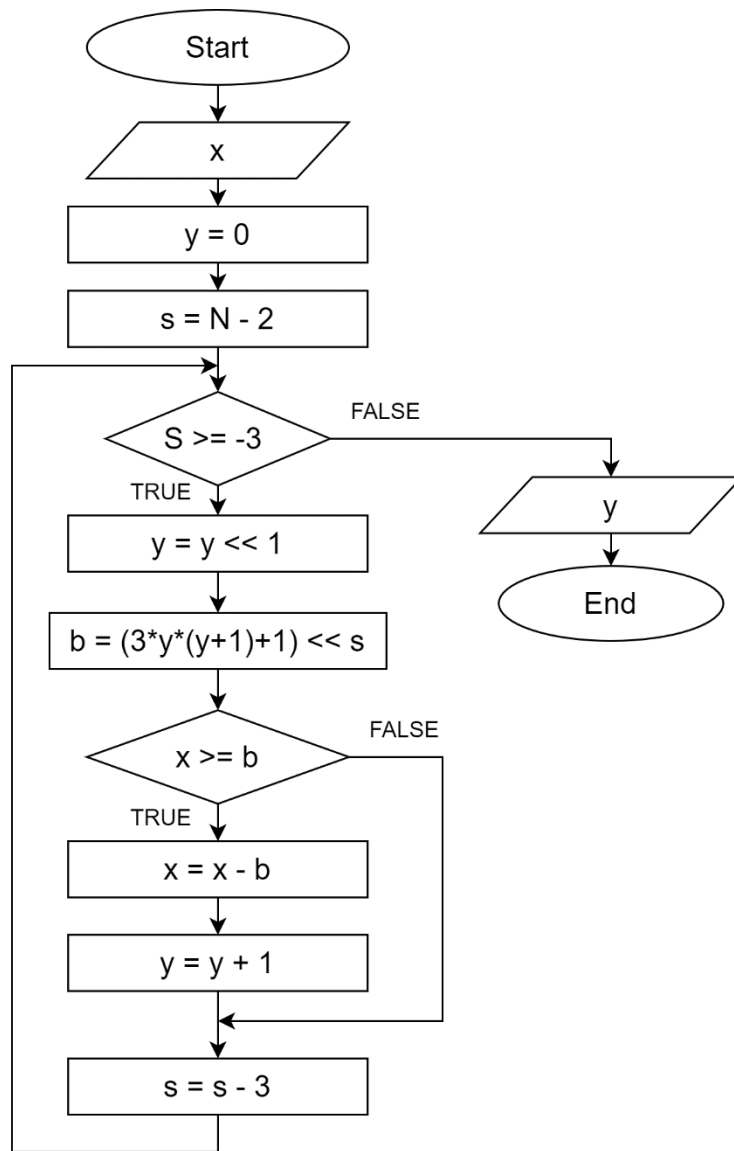 Start
x
y = 0
s = N - 2
S >= -3
FALSE
TRUE
y
y = y << 1
End
b = (3*y*(y+1)+1) << s
x >= b
FALSE
TRUE
x = x - b
y = y + 1
s = s - 3